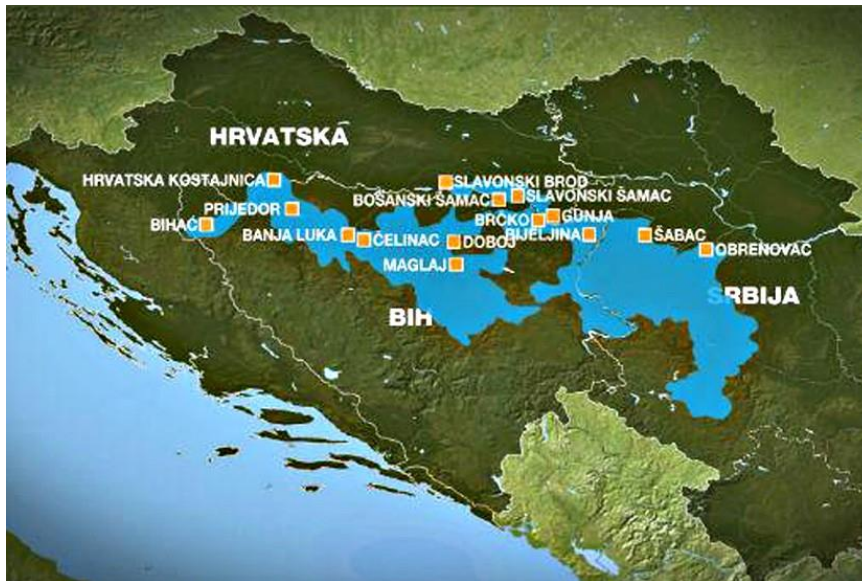 HRVATSKA
HRVATSKA KOSTAJNICA
SLAVONSKI BROD
BOSANSKI ŠAMAC
SLAVONSKI ŠAMAC
PRIJEDOR
BIHAĆ
BRCKO
GUNJA
BANJA LUKA
ČELINAC
DOBOJ
BIJELJINA
ŠABAC
OBRENOVAC
MAGLAJ
SRBIJA
BIH